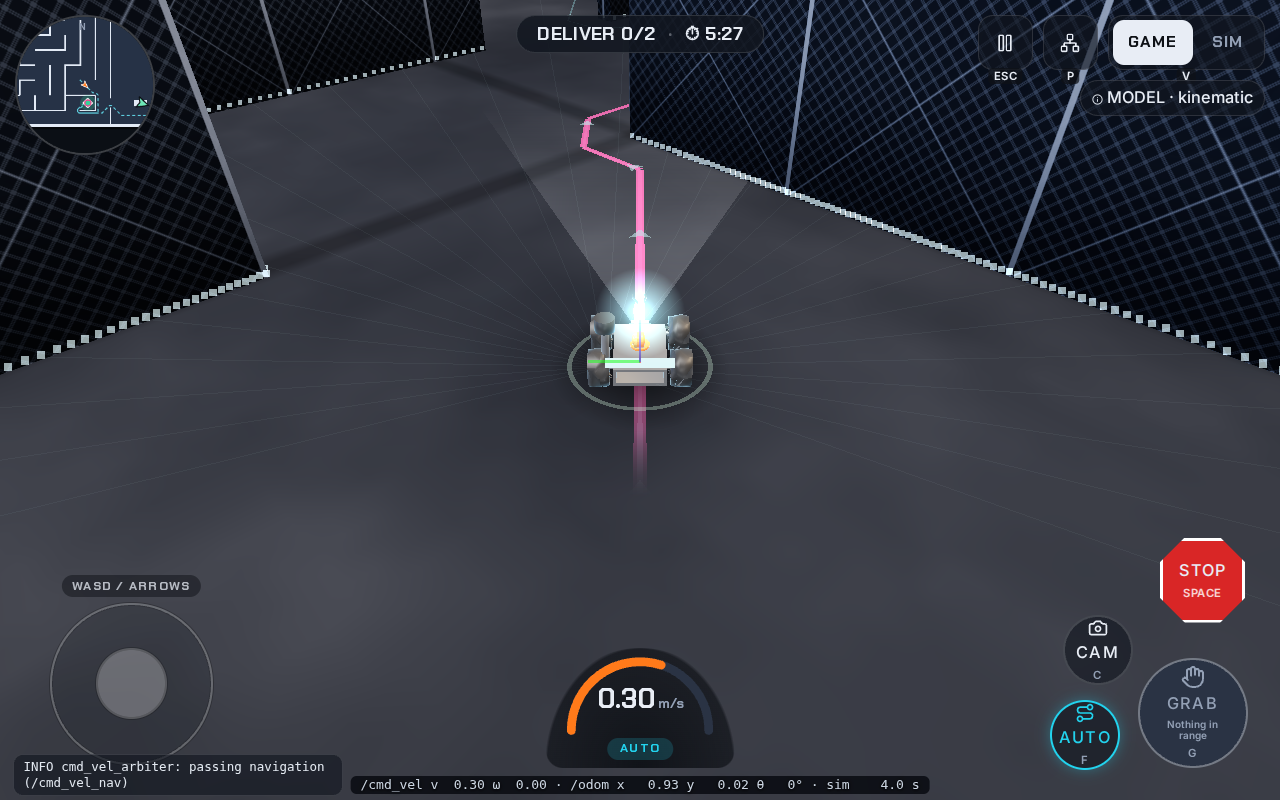 N
DELIVER 0/2 · ⏱ 5:27
ESC
P
GAME
SIM
V
MODEL · kinematic
WASD / ARROWS
STOP
SPACE
CAM
C
GRAB
Nothing in
range
G
AUTO
F
0.30 m/s
AUTO
INFO cmd_vel_arbiter: passing navigation
(/cmd_vel_nav)
/cmd_vel v 0.30 ω 0.00 · /odom x 0.93 y 0.02 θ 0° · sim 4.0 s